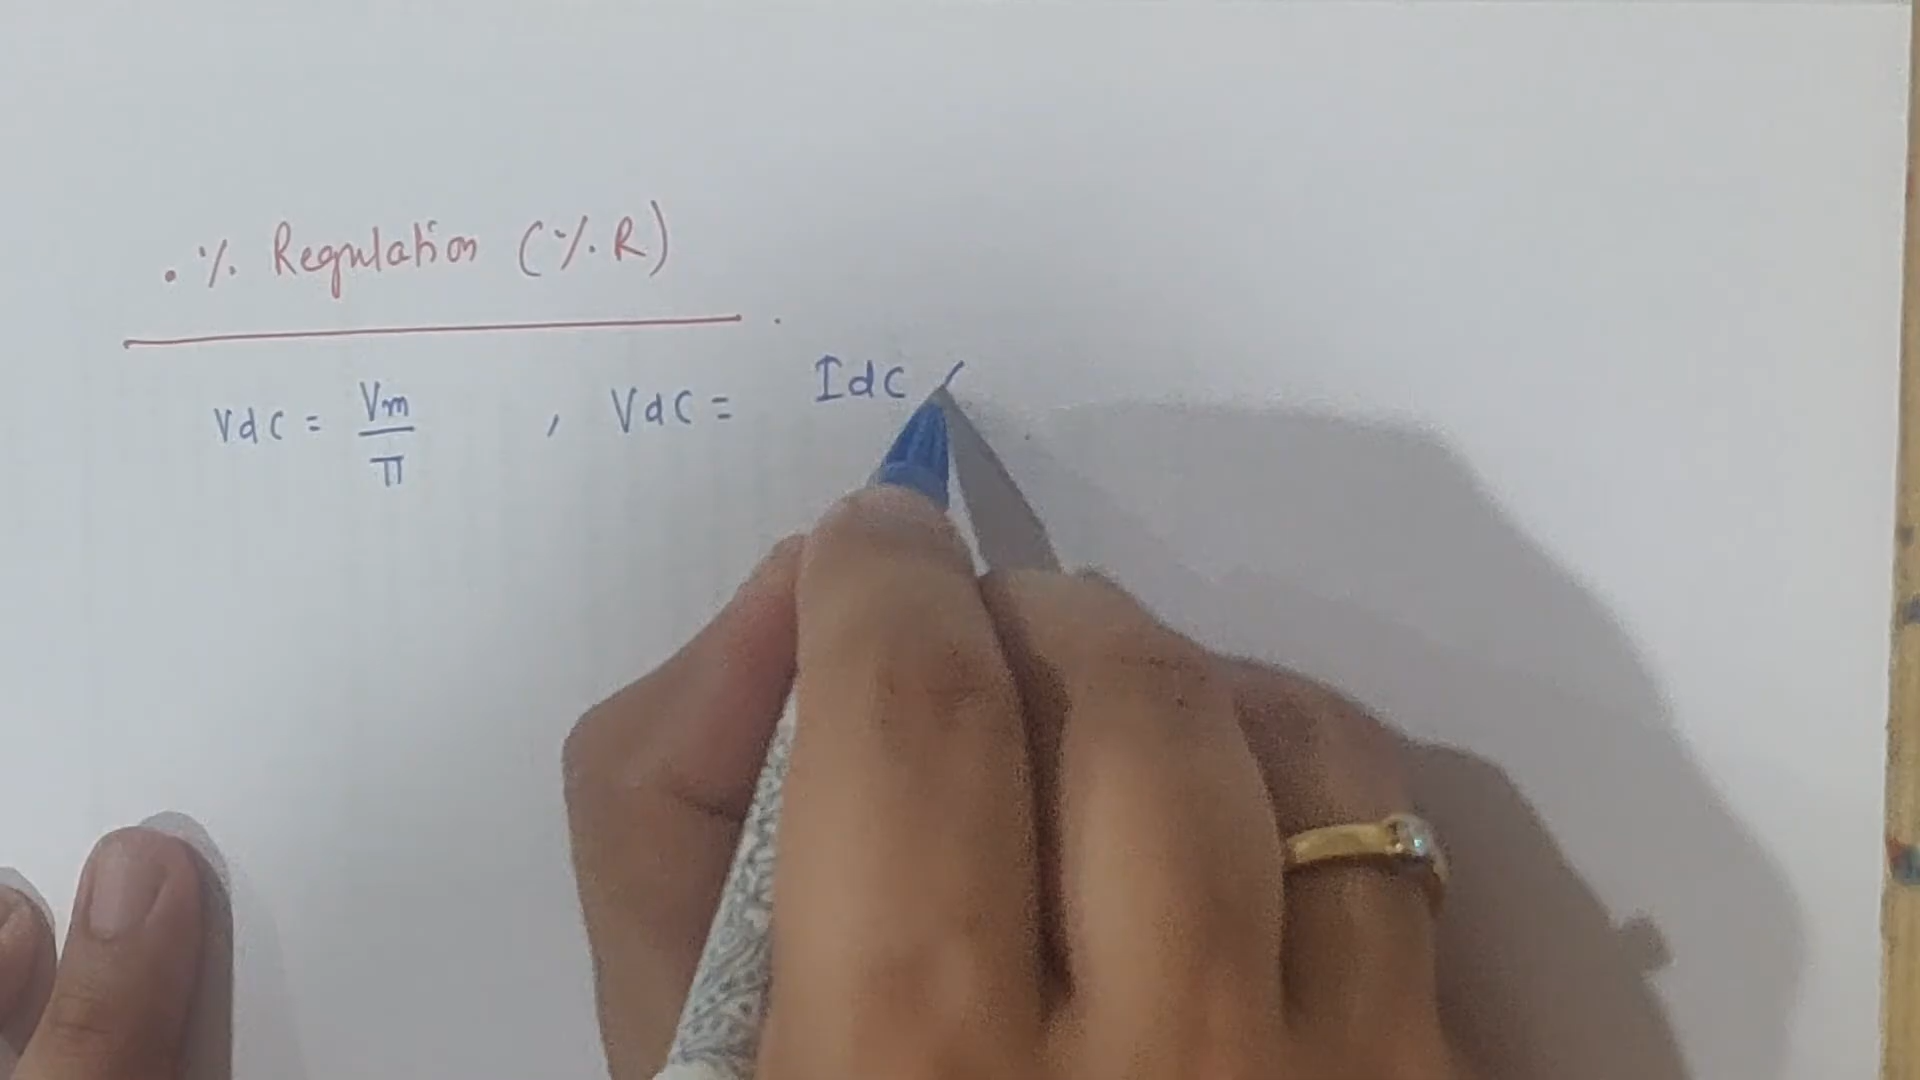 .% Regulation (%R)
Vdc = Vm/π , Vdc = Idc